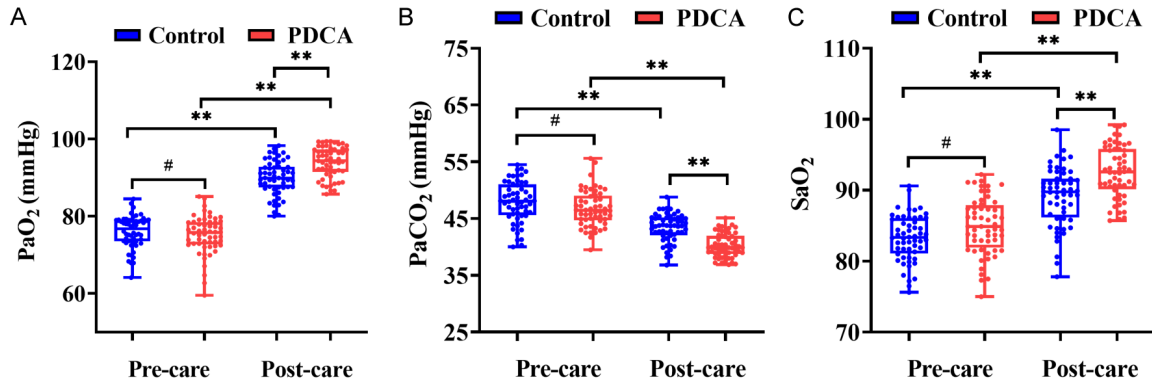 A
Control PDCA
PaO2 (mmHg)
120
100
80
60
**
**
**
#
Pre-care Post-care
B
Control PDCA
PaCO2 (mmHg)
75
65
55
45
35
25
**
**
#
**
Pre-care Post-care
C
Control PDCA
SaO2
110
100
90
80
70
**
**
**
#
Pre-care Post-care